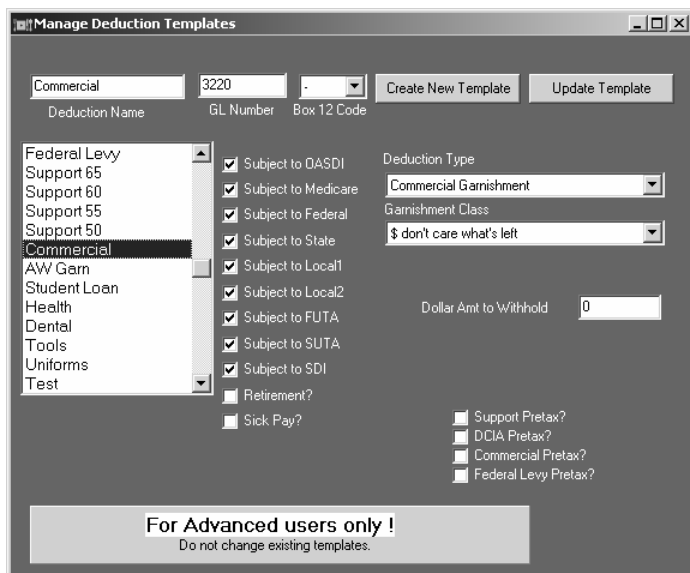 Manage Deduction Templates
Commercial
3220
-
Create New Template
Update Template
Deduction Name
GL Number
Box 12 Code
Federal Levy
Support 65
Support 60
Support 55
Support 50
Commercial
AW Garn
Student Loan
Health
Dental
Tools
Uniforms
Test
Subject to OASDI
Subject to Medicare
Subject to Federal
Subject to State
Subject to Local1
Subject to Local2
Subject to FUTA
Subject to SUTA
Subject to SDI
Retirement?
Sick Pay?
Deduction Type
Commercial Garnishment
Garnishment Class
$ don't care what's left
Dollar Amt to Withhold
0
Support Pretax?
DCIA Pretax?
Commercial Pretax?
Federal Levy Pretax?
For Advanced users only !
Do not change existing templates.